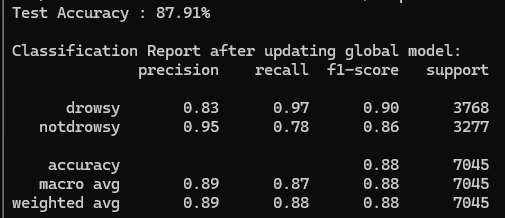 Test Accuracy : 87.91%
Classification Report after updating global model:
precision recall f1-score support
drowsy 0.83 0.97 0.90 3768
notdrowsy 0.95 0.78 0.86 3277
accuracy 0.88 7045
macro avg 0.89 0.87 0.88 7045
weighted avg 0.89 0.88 0.88 7045